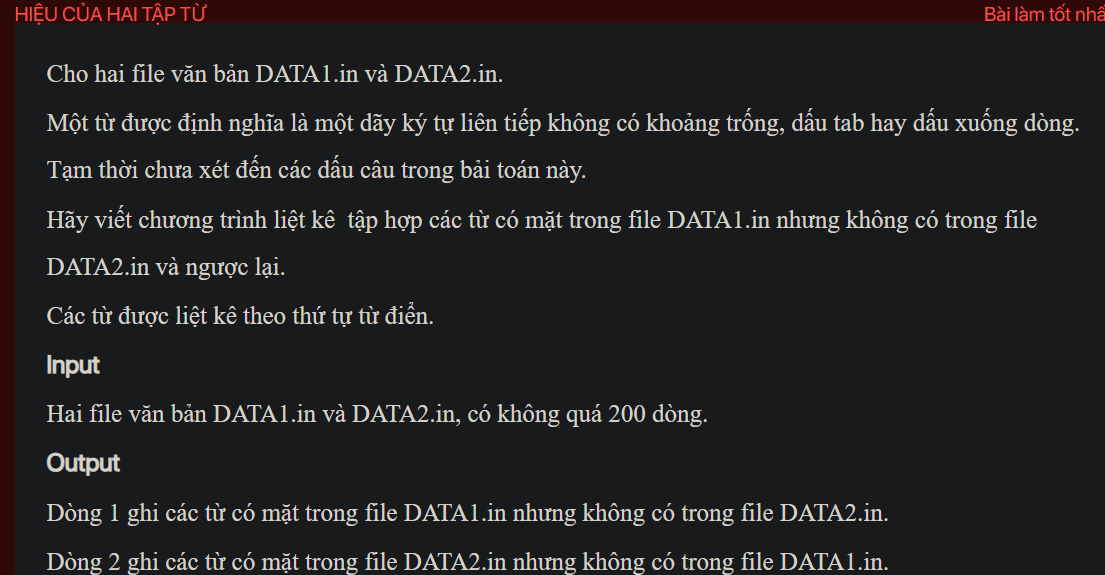 HIỆU CỦA HAI TẬP TỪ
Bài làm tốt nhấ
Cho hai file văn bản DATA1.in và DATA2.in.
Một từ được định nghĩa là một dãy ký tự liên tiếp không có khoảng trống, dấu tab hay dấu xuống dòng.
Tạm thời chưa xét đến các dấu câu trong bải toán này.
Hãy viết chương trình liệt kê  tập hợp các từ có mặt trong file DATA1.in nhưng không có trong file
DATA2.in và ngược lại.
Các từ được liệt kê theo thứ tự từ điển.
Input
Hai file văn bản DATA1.in và DATA2.in, có không quá 200 dòng.
Output
Dòng 1 ghi các từ có mặt trong file DATA1.in nhưng không có trong file DATA2.in.
Dòng 2 ghi các từ có mặt trong file DATA2.in nhưng không có trong file DATA1.in.